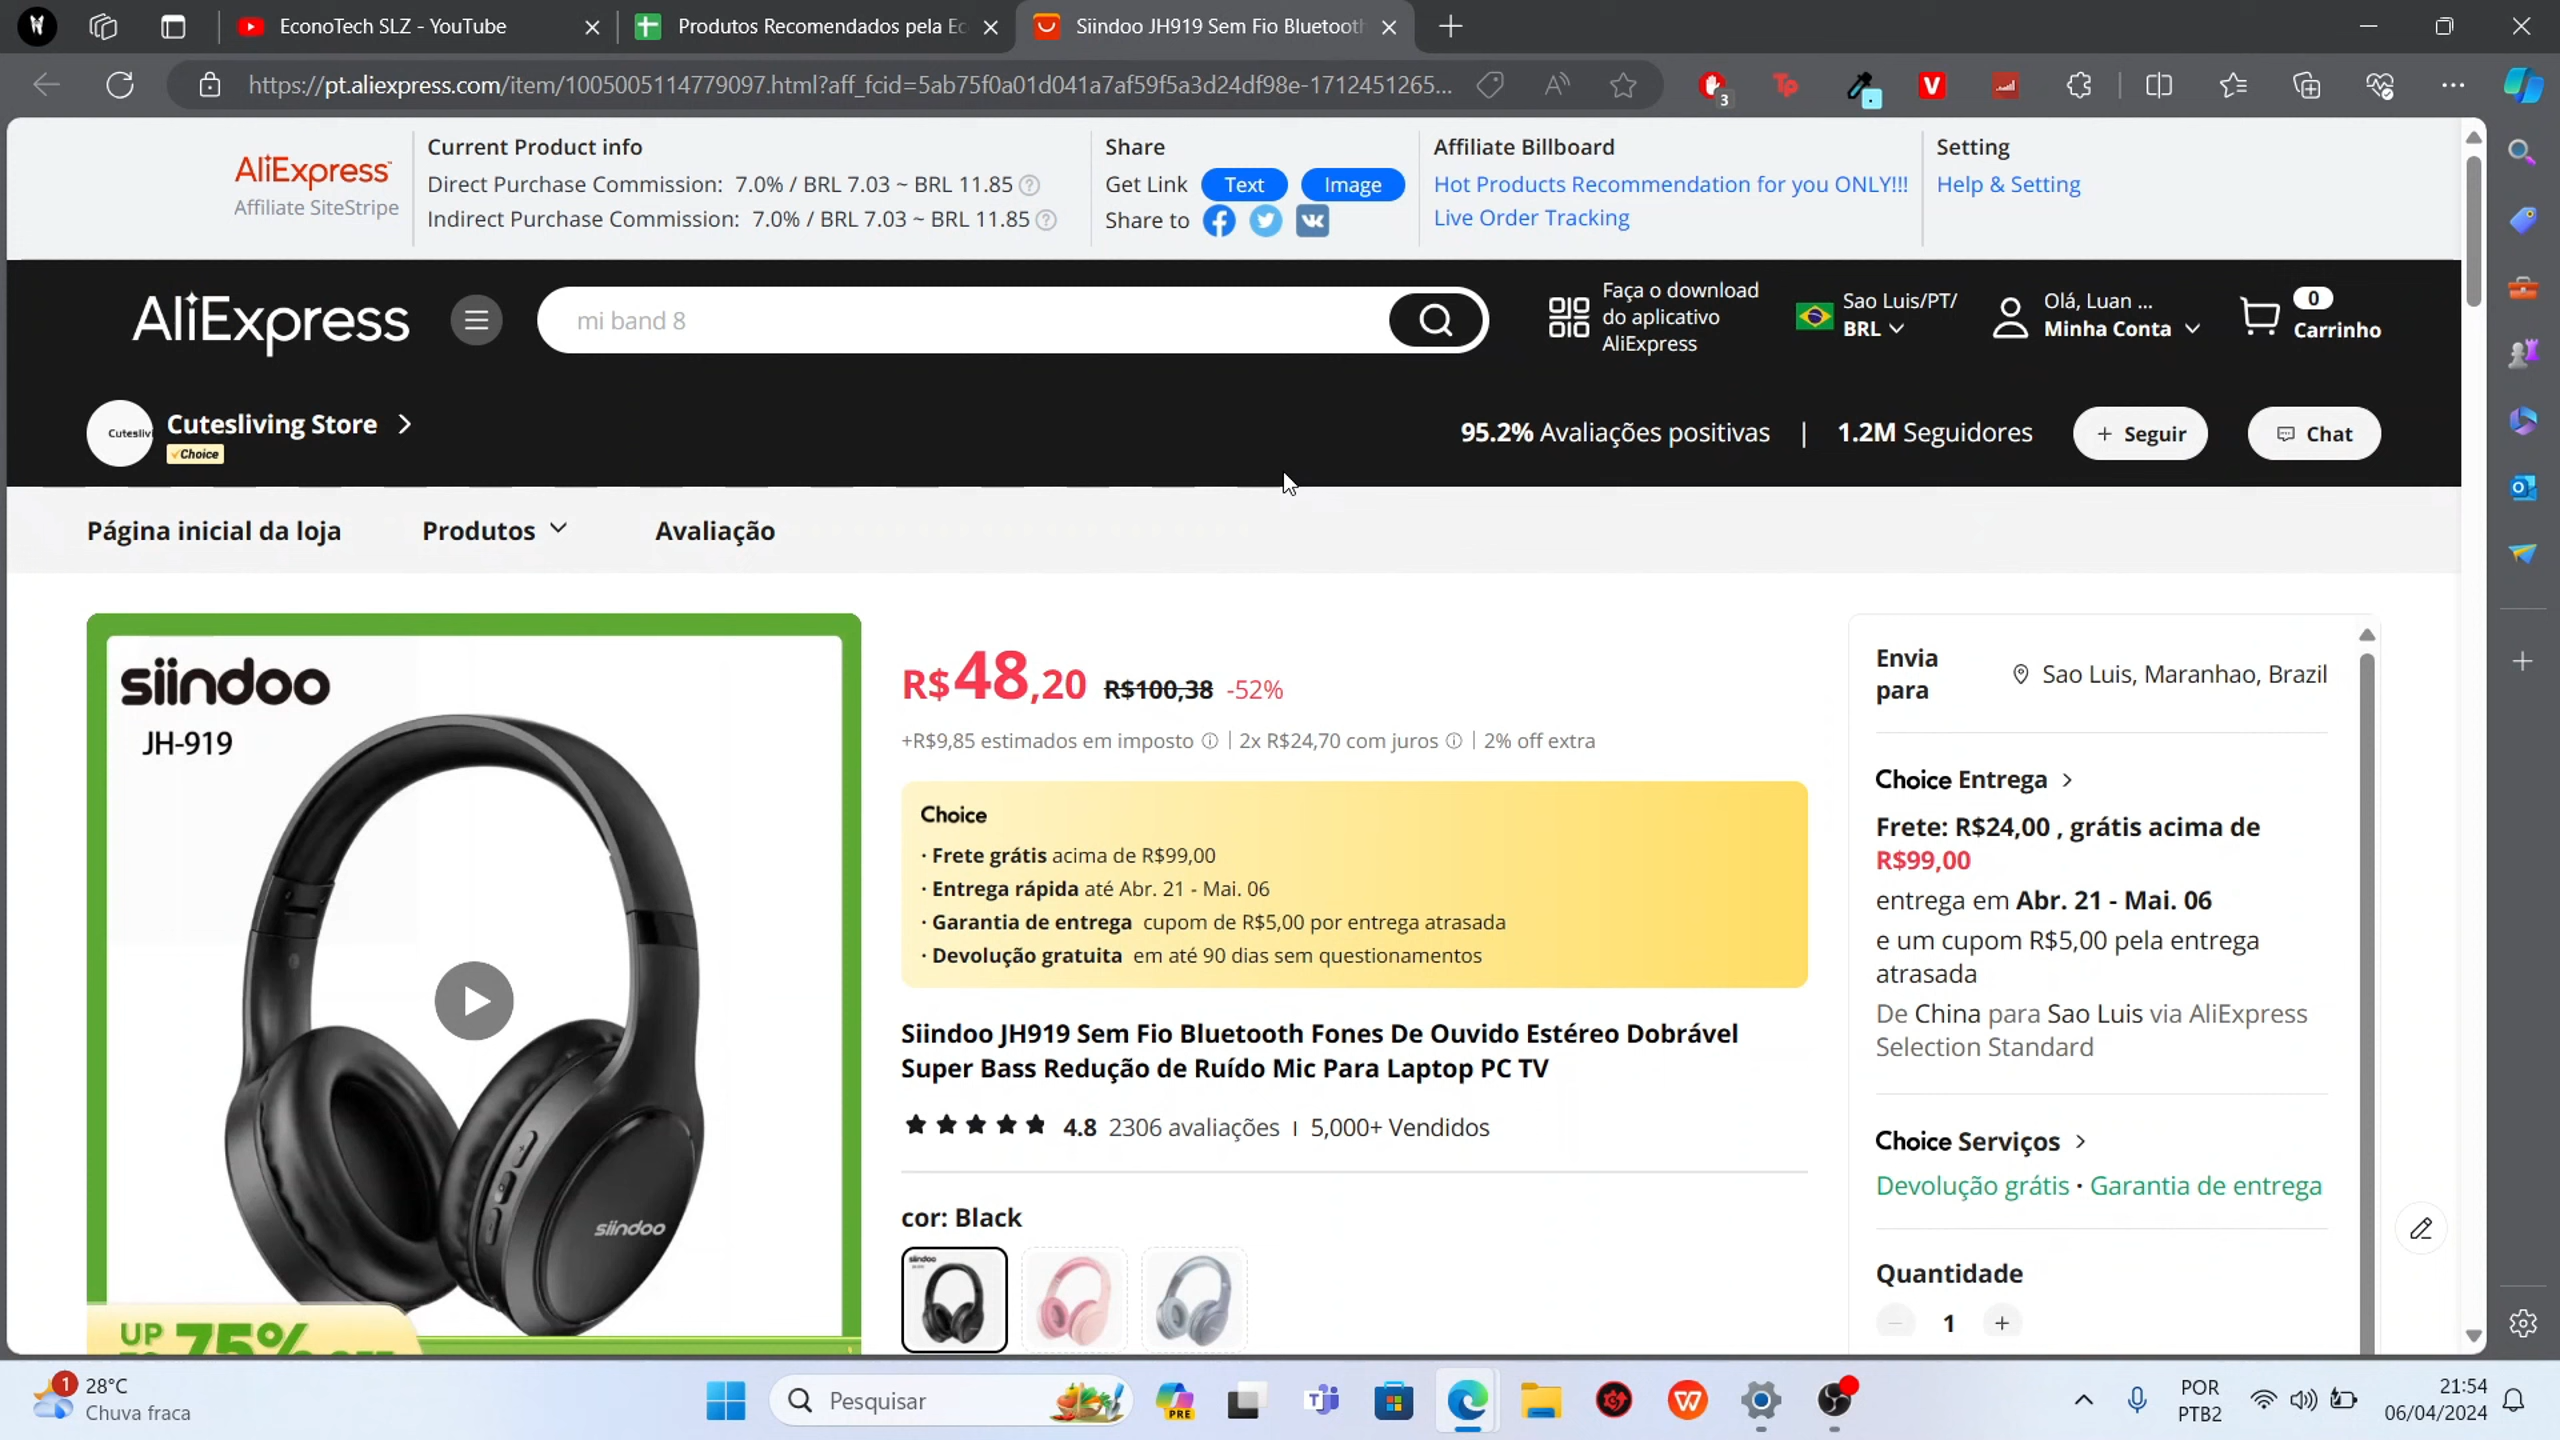 EconoTech SLZ - YouTube
Produtos Recomendados pela Ec
Siindoo JH919 Sem Fio Bluetooth
https://pt.aliexpress.com/item/1005005114779097.html?aff_fcid=5ab75f0a01d041a7af59f5a3d24df98e-1712451265...
3
Tp
AliExpress
Affiliate SiteStripe
Current Product info
Direct Purchase Commission: 7.0% / BRL 7.03 ~ BRL 11.85
Indirect Purchase Commission: 7.0% / BRL 7.03 ~ BRL 11.85
Share
Get Link Text Image
Share to
Affiliate Billboard
Hot Products Recommendation for you ONLY!!!
Live Order Tracking
Setting
Help & Setting
AliExpress
mi band 8
Faça o download
do aplicativo
AliExpress
Sao Luis/PT/
BRL
Olá, Luan ...
Minha Conta
0
Carrinho
Cutesliv
Cutesliving Store
Choice
95.2% Avaliações positivas | 1.2M Seguidores
+ Seguir
Chat
Página inicial da loja
Produtos
Avaliação
siindoo
JH-919
siindoo
UP
75%
R$48,20 R$100,38 -52%
+R$9,85 estimados em imposto | 2x R$24,70 com juros | 2% off extra
Choice
· Frete grátis acima de R$99,00
· Entrega rápida até Abr. 21 - Mai. 06
· Garantia de entrega cupom de R$5,00 por entrega atrasada
· Devolução gratuita em até 90 dias sem questionamentos
Siindoo JH919 Sem Fio Bluetooth Fones De Ouvido Estéreo Dobrável
Super Bass Redução de Ruído Mic Para Laptop PC TV
4.8 2306 avaliações | 5,000+ Vendidos
cor: Black
siindoo
Envia
para
Sao Luis, Maranhao, Brazil
Choice Entrega
Frete: R$24,00 , grátis acima de
R$99,00
entrega em Abr. 21 - Mai. 06
e um cupom R$5,00 pela entrega
atrasada
De China para Sao Luis via AliExpress
Selection Standard
Choice Serviços
Devolução grátis · Garantia de entrega
Quantidade
- 1 +
1
28°C
Chuva fraca
Pesquisar
PRE
POR
PTB2
21:54
06/04/2024